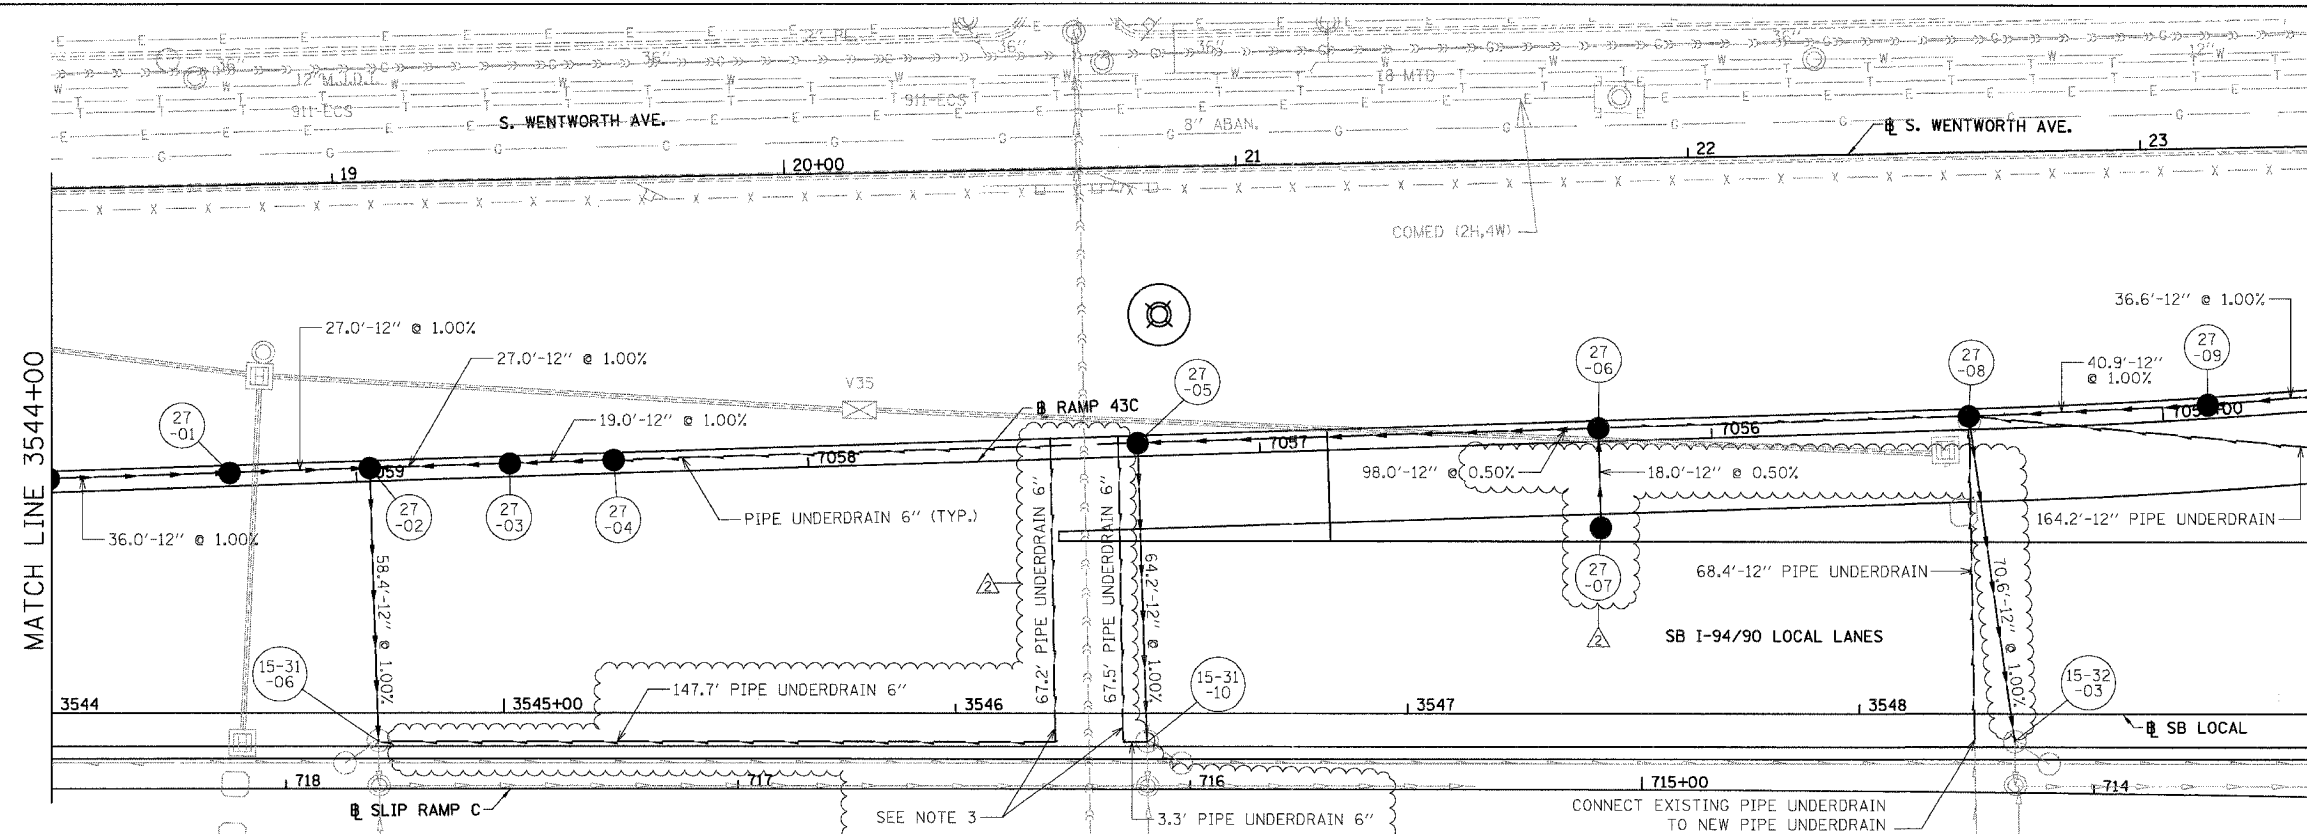 2" PL.
36"
36"
36"
12"
36"
36"
12" M.T.D.T.
18 MTD
911-ECS
911-ECS
8" ABAN.
S. WENTWORTH AVE.
℄ S. WENTWORTH AVE.
19
20+00
21
22
23
COMED (2H,4W)
MATCH LINE 3544+00
27.0'-12" @ 1.00%
27.0'-12" @ 1.00%
V35
19.0'-12" @ 1.00%
℄ RAMP 43C
36.6'-12" @ 1.00%
40.9'-12"
@ 1.00%
27
-01
27
-02
27
-03
27
-04
27
-05
27
-06
27
-07
27
-08
27
-09
7058
7057
7056
36.0'-12" @ 1.00%
PIPE UNDERDRAIN 6" (TYP.)
98.0'-12" @ 0.50%
18.0'-12" @ 0.50%
164.2'-12" PIPE UNDERDRAIN
68.4'-12" PIPE UNDERDRAIN
58.4'-12" @ 1.00%
67.2' PIPE UNDERDRAIN 6"
67.5' PIPE UNDERDRAIN 6"
64.2'-12" @ 1.00%
70.6'-12" @ 1.00%
2
2
SB I-94/90 LOCAL LANES
15-31
-06
15-31
-10
15-32
-03
147.7' PIPE UNDERDRAIN 6"
3544
3545+00
3546
3547
3548
℄ SB LOCAL
718
717
716
715+00
714
℄ SLIP RAMP C
SEE NOTE 3
3.3' PIPE UNDERDRAIN 6"
CONNECT EXISTING PIPE UNDERDRAIN
TO NEW PIPE UNDERDRAIN